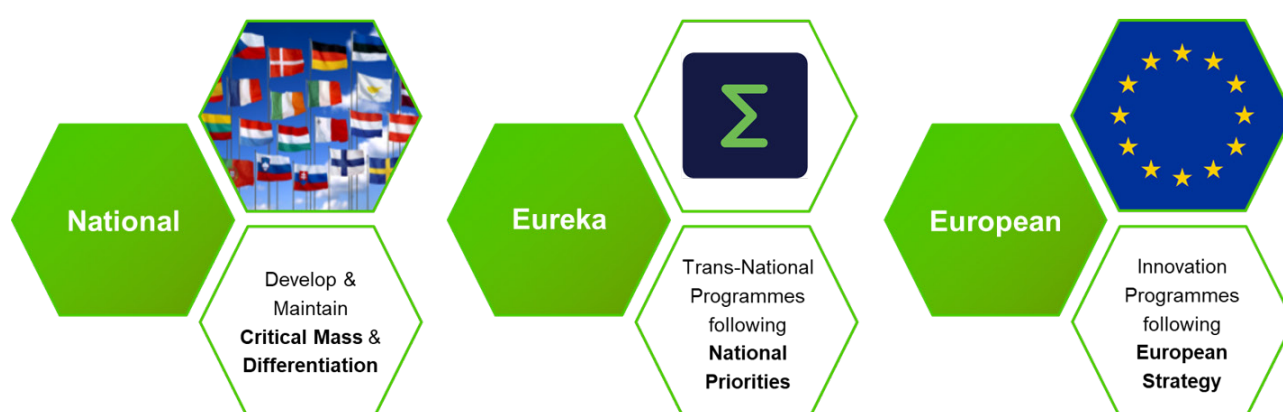 National
Develop &
Maintain
Critical Mass &
Differentiation
Eureka
Σ
Trans-National
Programmes
following
National
Priorities
European
Innovation
Programmes
following
European
Strategy